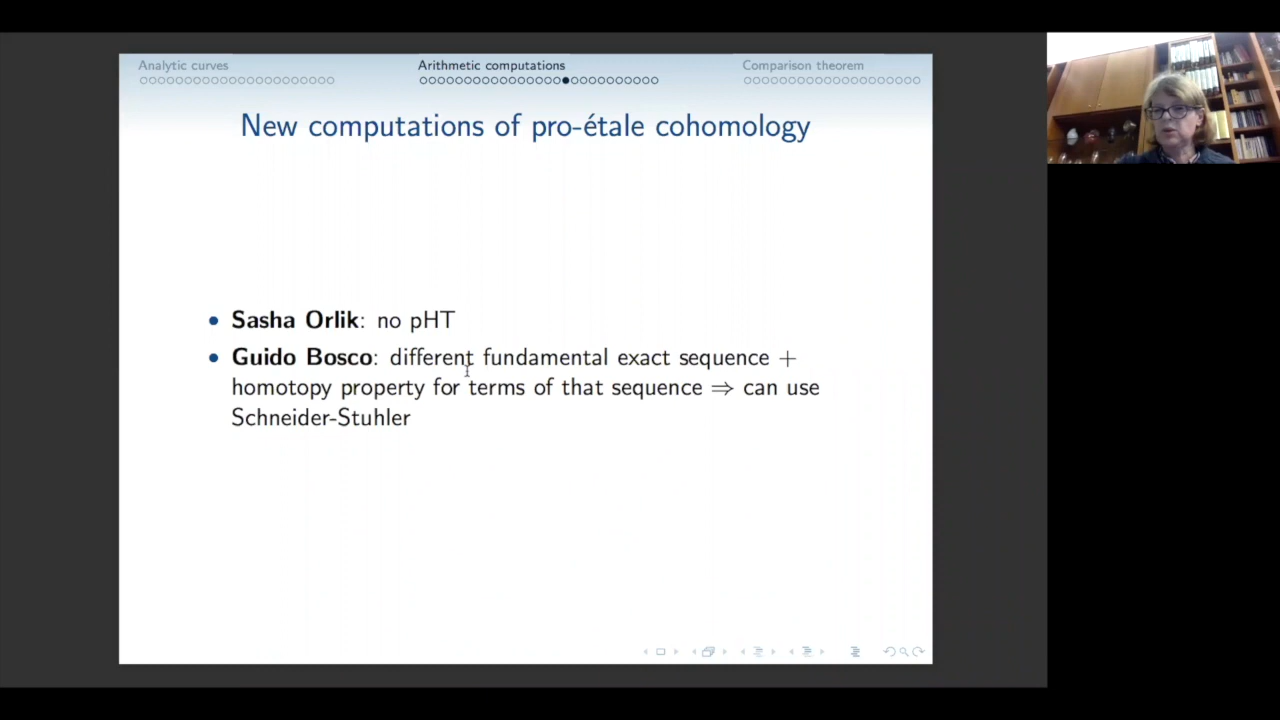 Analytic curves Arithmetic computations Comparison theorem
New computations of pro-étale cohomology
• Sasha Orlik: no pHT
• Guido Bosco: different fundamental exact sequence +
homotopy property for terms of that sequence ⇒ can use
Schneider-Stuhler